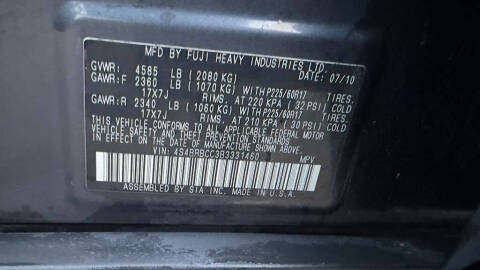 MFD BY FUJI HEAVY INDUSTRIES LTD.
GVWR: 4585 LB (2080 KG) DATE: 07/10
GAWR:F 2360 LB (1070 KG) WITH P225/60R17 TIRES,
17X7J RIMS, AT 220 KPA (32 PSI) COLD
GAWR:R 2340 LB (1060 KG) WITH P225/60R17 TIRES,
17X7J RIMS, AT 210 KPA (30 PSI) COLD
THIS VEHICLE CONFORMS TO ALL APPLICABLE FEDERAL MOTOR
VEHICLE SAFETY AND THEFT PREVENTION STANDARDS IN EFFECT
ON THE DATE OF MANUFACTURE SHOWN ABOVE.
VEHICLE IDENT. NO.: 4S4BRBCC3B3331460 MPV
ASSEMBLED BY SIA INC. MADE IN U.S.A.